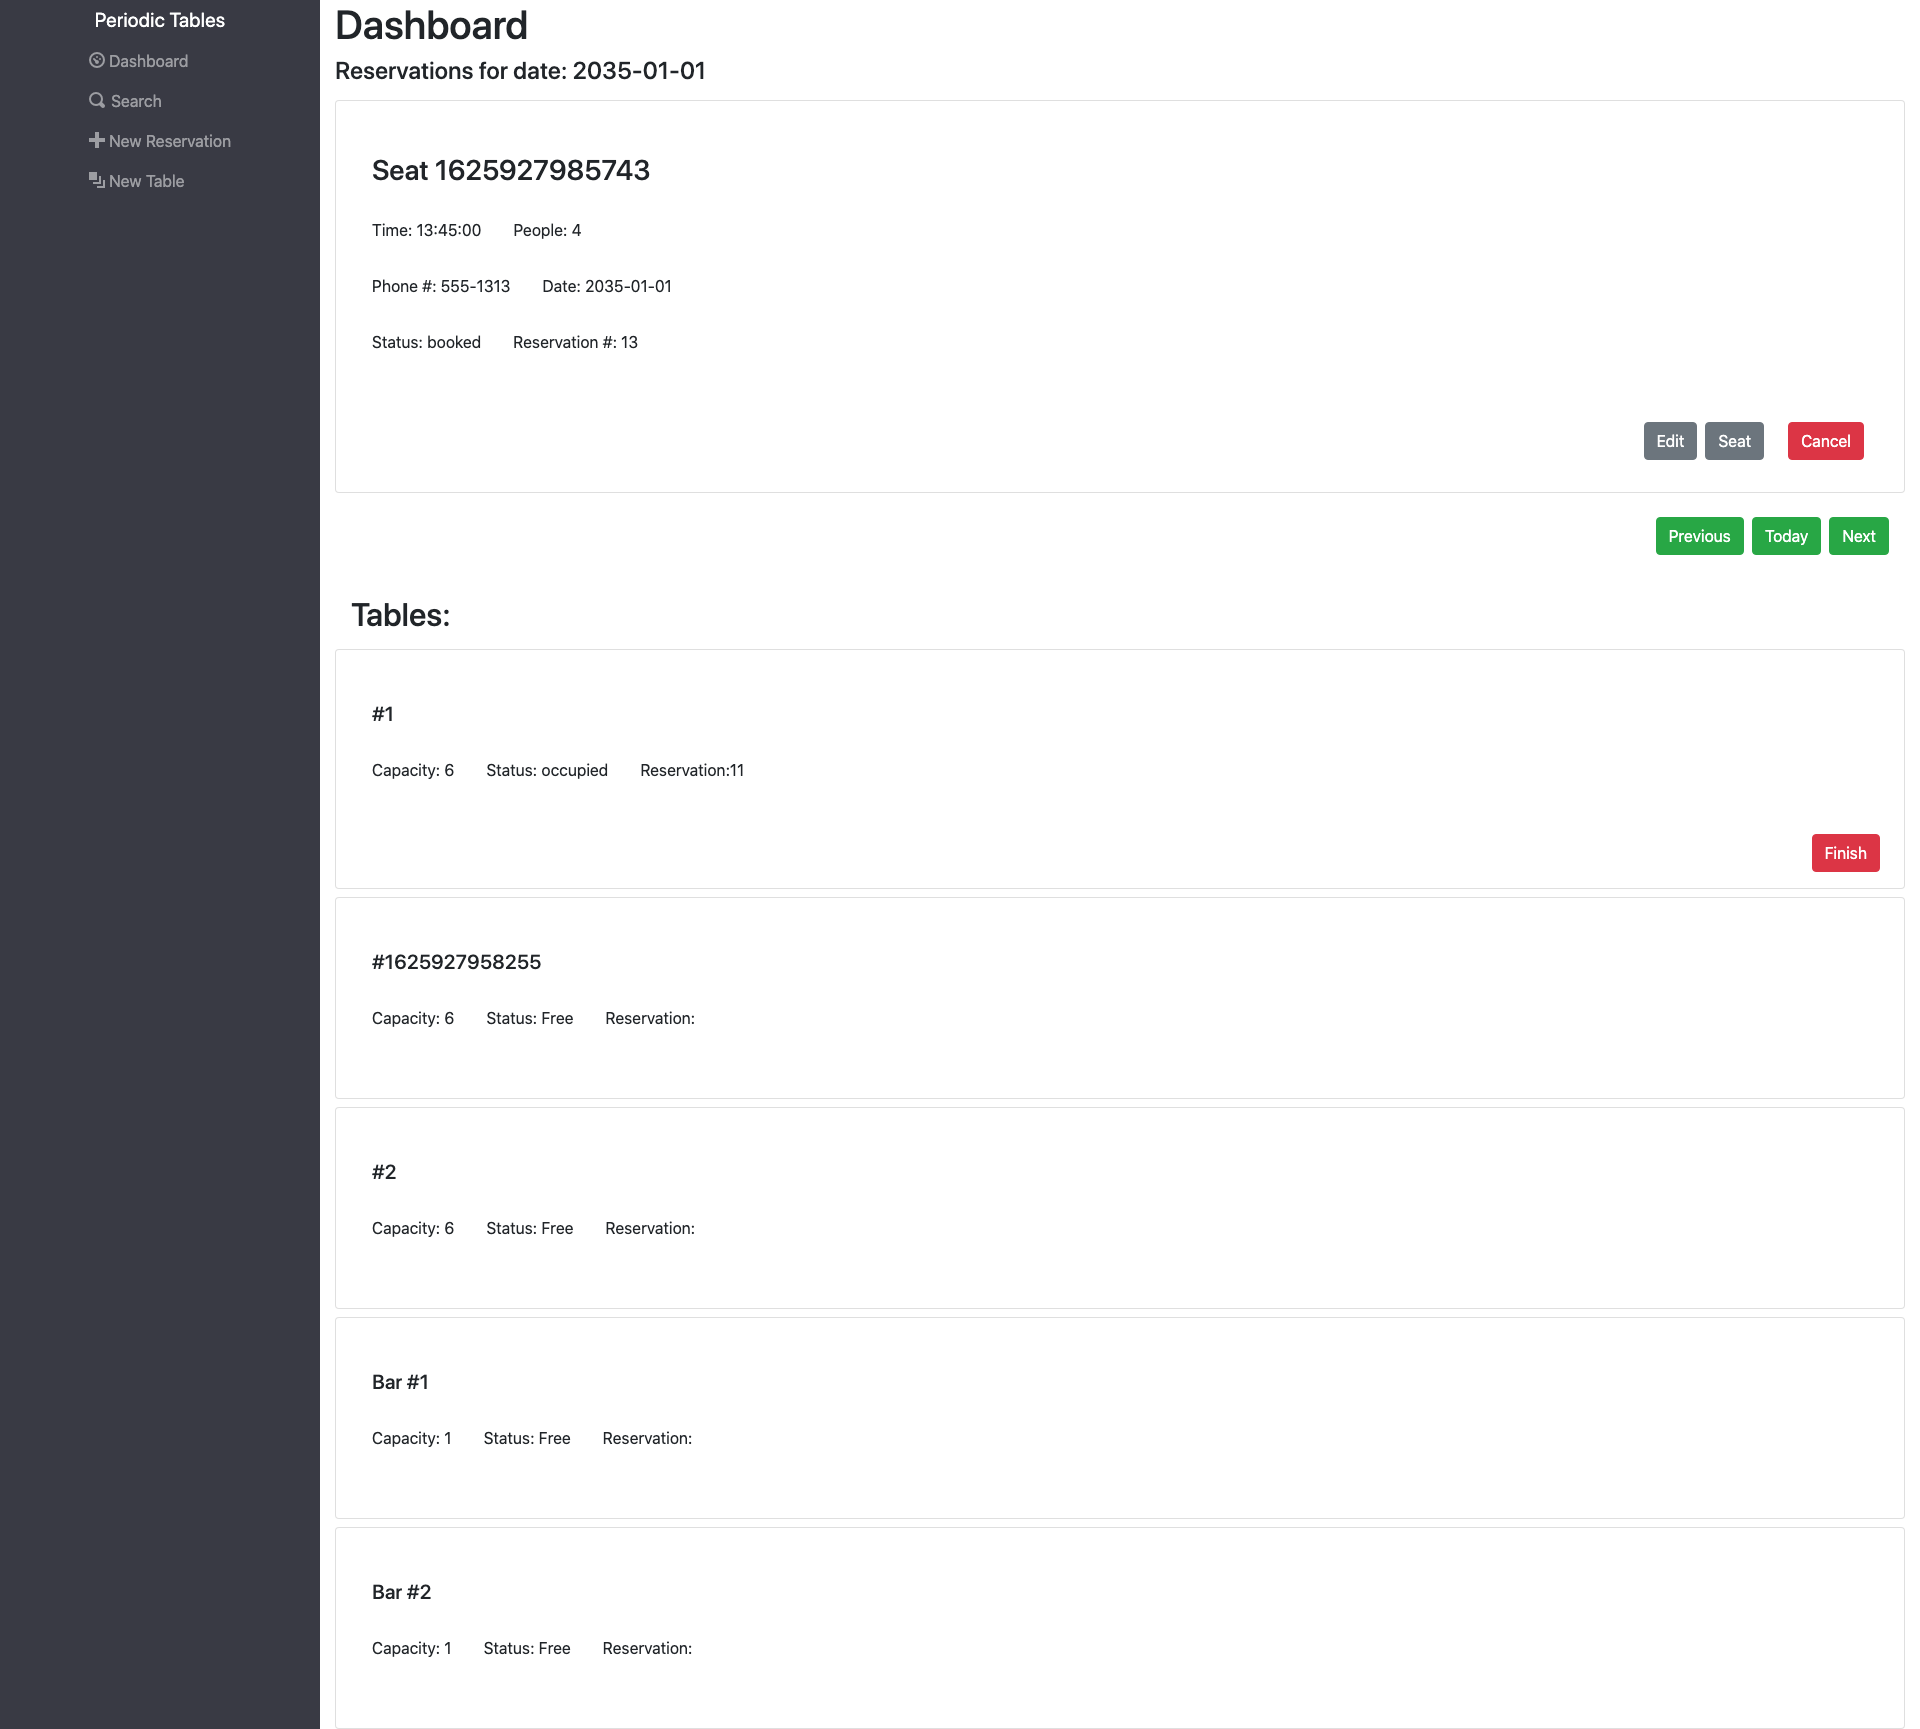 Periodic Tables
Dashboard
Search
New Reservation
New Table
Dashboard
Reservations for date: 2035-01-01
Seat 1625927985743
Time: 13:45:00 People: 4
Phone #: 555-1313 Date: 2035-01-01
Status: booked Reservation #: 13
Edit Seat Cancel
Previous Today Next
Tables:
#1
Capacity: 6 Status: occupied Reservation:11
Finish
#1625927958255
Capacity: 6 Status: Free Reservation:
#2
Capacity: 6 Status: Free Reservation:
Bar #1
Capacity: 1 Status: Free Reservation:
Bar #2
Capacity: 1 Status: Free Reservation: